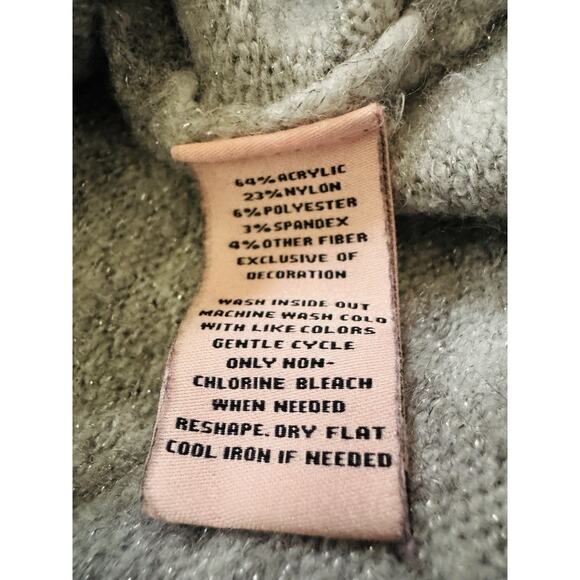 64% ACRYLIC
23% NYLON
6% POLYESTER
3% SPANDEX
4% OTHER FIBER
EXCLUSIVE OF
DECORATION
WASH INSIDE OUT
MACHINE WASH COLD
WITH LIKE COLORS
GENTLE CYCLE
ONLY NON-
CHLORINE BLEACH
WHEN NEEDED
RESHAPE. DRY FLAT
COOL IRON IF NEEDED